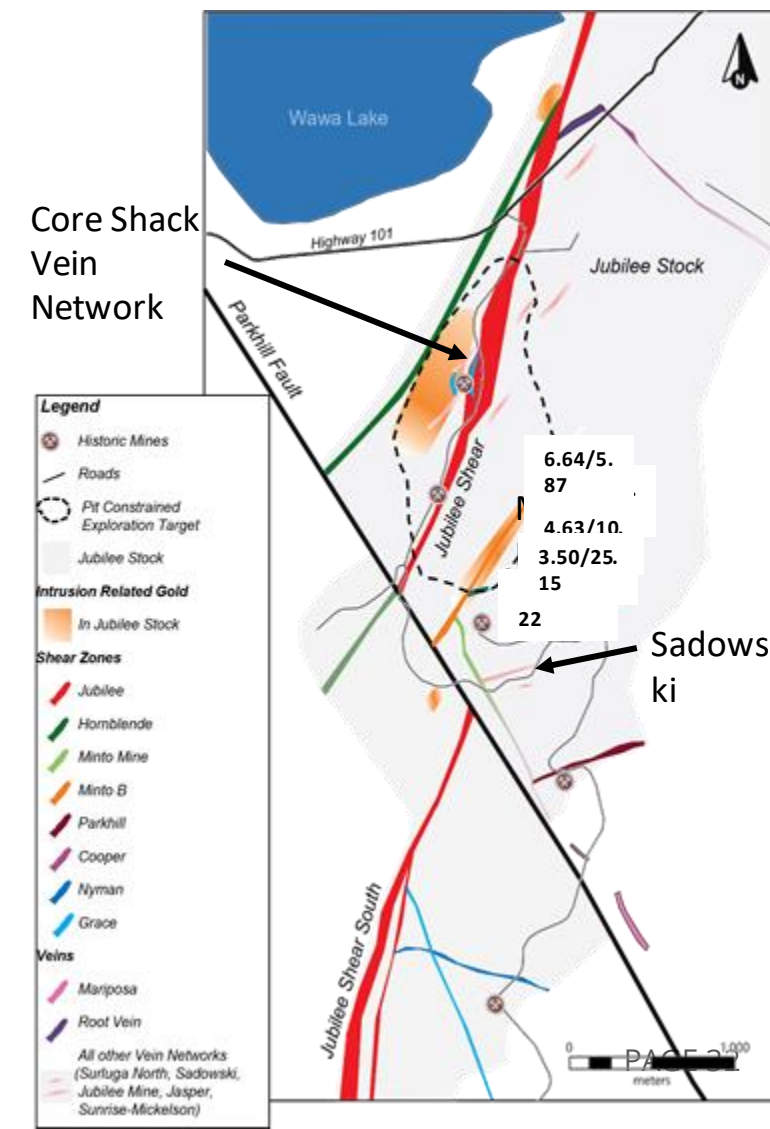 Wawa Lake
N
Core Shack
Vein
Network
Highway 101
Jubilee Stock
Parkhill Fault
Jubilee Shear
6.64/5.
87
4.63/10.
3.50/25.
15
22
Sadows
ki
Jubilee Shear South
Legend
Historic Mines
Roads
Pit Constrained
Exploration Target
Jubilee Stock
Intrusion Related Gold
In Jubilee Stock
Shear Zones
Jubilee
Hornblende
Minto Mine
Minto B
Parkhill
Cooper
Nyman
Grace
Veins
Mariposa
Root Vein
All other Vein Networks
(Surluga North, Sadowski,
Jubilee Mine, Jasper,
Sunrise-Mickelson)
0 1,000
meters
PAGE 32